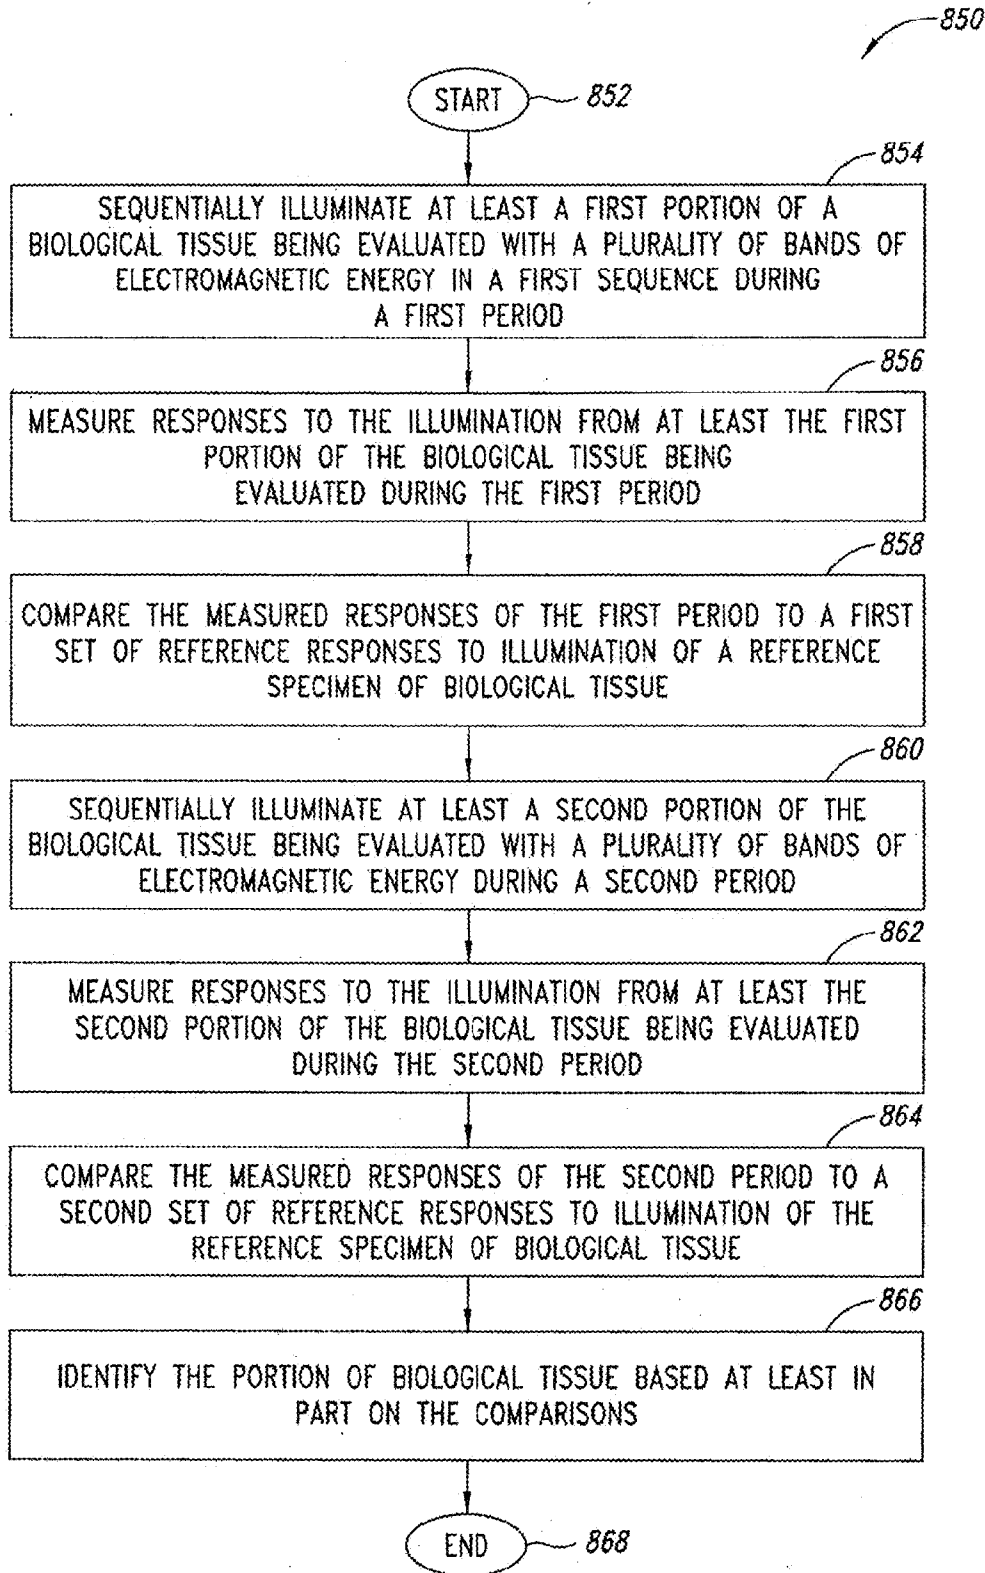 850
START 852
854
SEQUENTIALLY ILLUMINATE AT LEAST A FIRST PORTION OF A
BIOLOGICAL TISSUE BEING EVALUATED WITH A PLURALITY OF BANDS OF
ELECTROMAGNETIC ENERGY IN A FIRST SEQUENCE DURING
A FIRST PERIOD
856
MEASURE RESPONSES TO THE ILLUMINATION FROM AT LEAST THE FIRST
PORTION OF THE BIOLOGICAL TISSUE BEING
EVALUATED DURING THE FIRST PERIOD
858
COMPARE THE MEASURED RESPONSES OF THE FIRST PERIOD TO A FIRST
SET OF REFERENCE RESPONSES TO ILLUMINATION OF A REFERENCE
SPECIMEN OF BIOLOGICAL TISSUE
860
SEQUENTIALLY ILLUMINATE AT LEAST A SECOND PORTION OF THE
BIOLOGICAL TISSUE BEING EVALUATED WITH A PLURALITY OF BANDS OF
ELECTROMAGNETIC ENERGY DURING A SECOND PERIOD
862
MEASURE RESPONSES TO THE ILLUMINATION FROM AT LEAST THE
SECOND PORTION OF THE BIOLOGICAL TISSUE BEING EVALUATED
DURING THE SECOND PERIOD
864
COMPARE THE MEASURED RESPONSES OF THE SECOND PERIOD TO A
SECOND SET OF REFERENCE RESPONSES TO ILLUMINATION OF THE
REFERENCE SPECIMEN OF BIOLOGICAL TISSUE
866
IDENTIFY THE PORTION OF BIOLOGICAL TISSUE BASED AT LEAST IN
PART ON THE COMPARISONS
END 868